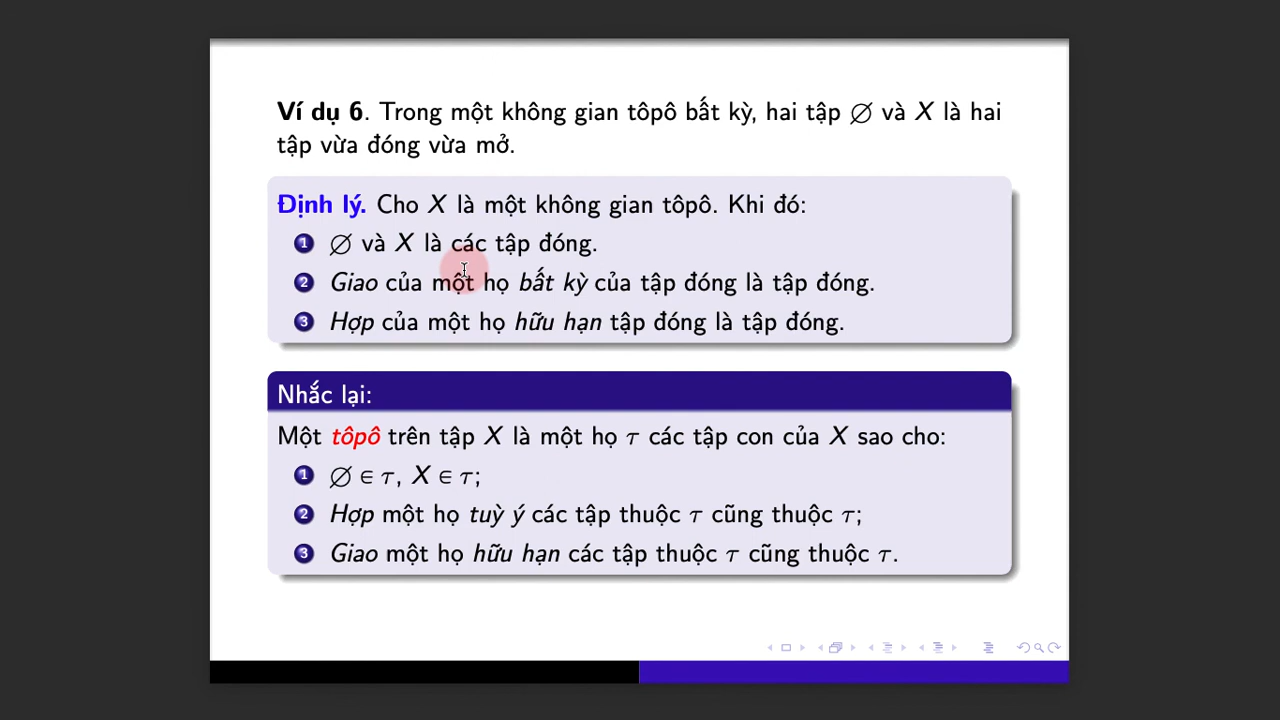 Ví dụ 6. Trong một không gian tôpô bất kỳ, hai tập ∅ và X là hai
tập vừa đóng vừa mở.
Định lý. Cho X là một không gian tôpô. Khi đó:
1 ∅ và X là các tập đóng.
2 Giao của một họ bất kỳ của tập đóng là tập đóng.
3 Hợp của một họ hữu hạn tập đóng là tập đóng.
Nhắc lại:
Một tôpô trên tập X là một họ τ các tập con của X sao cho:
1 ∅ ∈ τ, X ∈ τ;
2 Hợp một họ tuỳ ý các tập thuộc τ cũng thuộc τ;
3 Giao một họ hữu hạn các tập thuộc τ cũng thuộc τ.